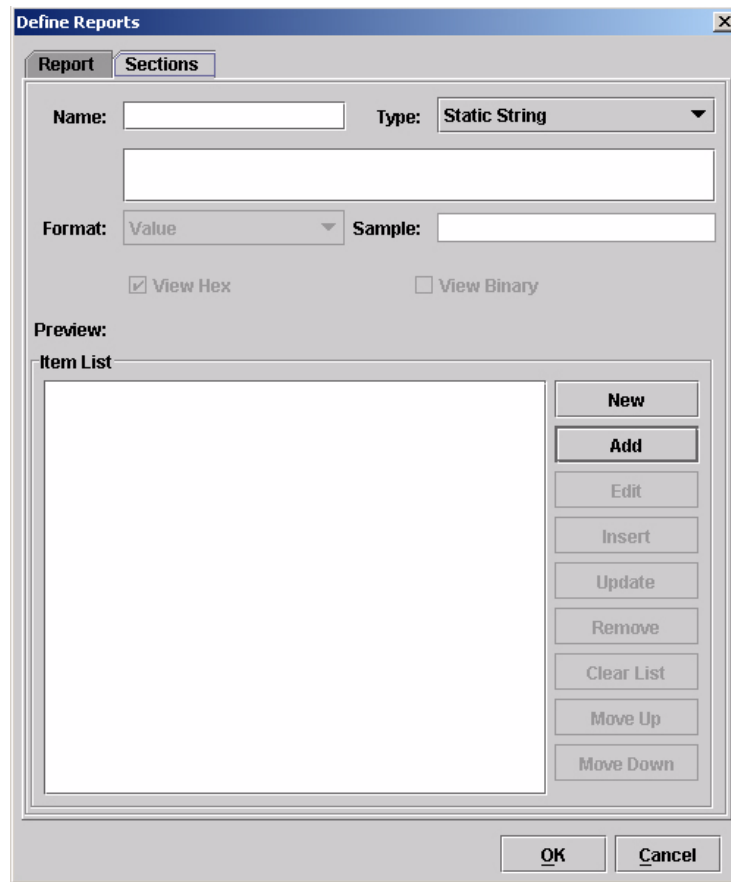 Define Reports
Report Sections
Name: Type: Static String
Format: Value Sample:
View Hex View Binary
Preview:
Item List
New
Add
Edit
Insert
Update
Remove
Clear List
Move Up
Move Down
OK Cancel